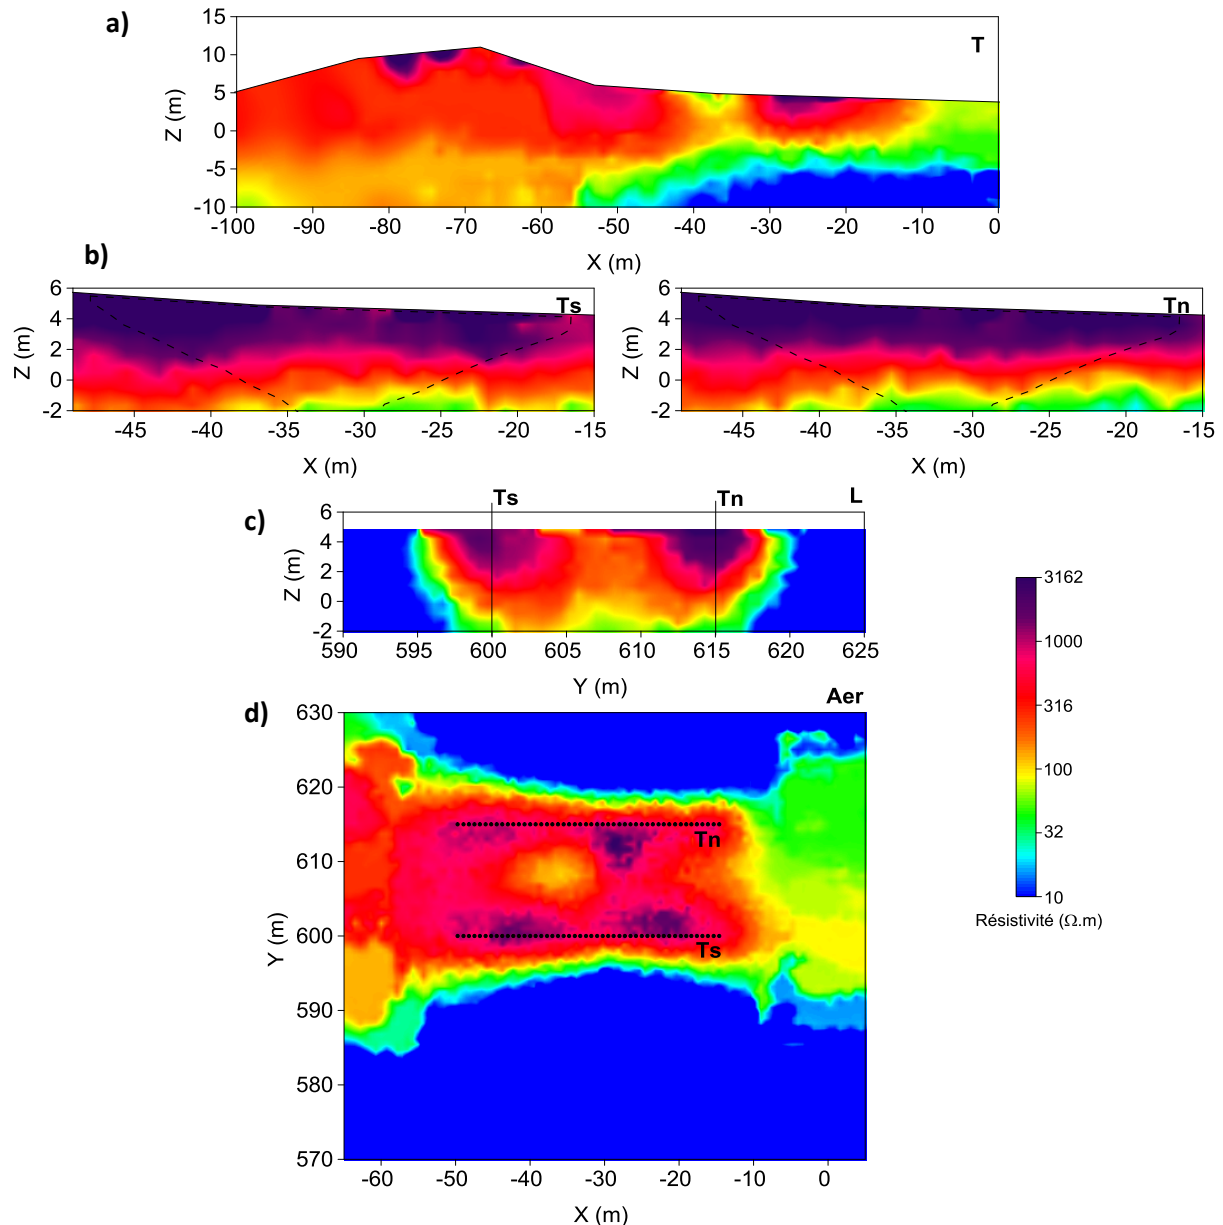 a)
T
15
10
5
0
-5
-10
Z (m)
-100 -90 -80 -70 -60 -50 -40 -30 -20 -10 0
X (m)
b)
Ts
6
4
2
0
-2
Z (m)
-45 -40 -35 -30 -25 -20 -15
X (m)
Tn
6
4
2
0
-2
Z (m)
-45 -40 -35 -30 -25 -20 -15
X (m)
c)
Ts Tn L
6
4
2
0
-2
Z (m)
590 595 600 605 610 615 620 625
Y (m)
d)
Aer
630
620
610
600
590
580
570
Y (m)
Tn
Ts
-60 -50 -40 -30 -20 -10 0
X (m)
3162
1000
316
100
32
10
Résistivité (Ω.m)